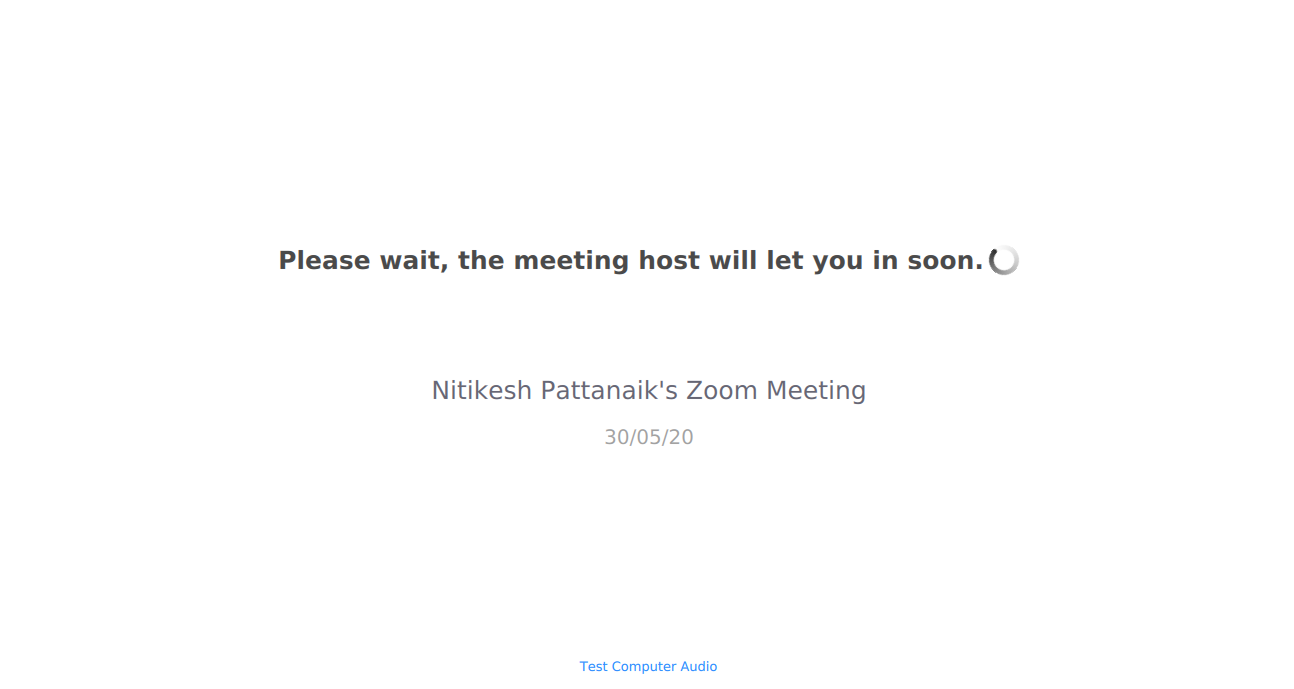 Please wait, the meeting host will let you in soon.
Nitikesh Pattanaik's Zoom Meeting
30/05/20
Test Computer Audio